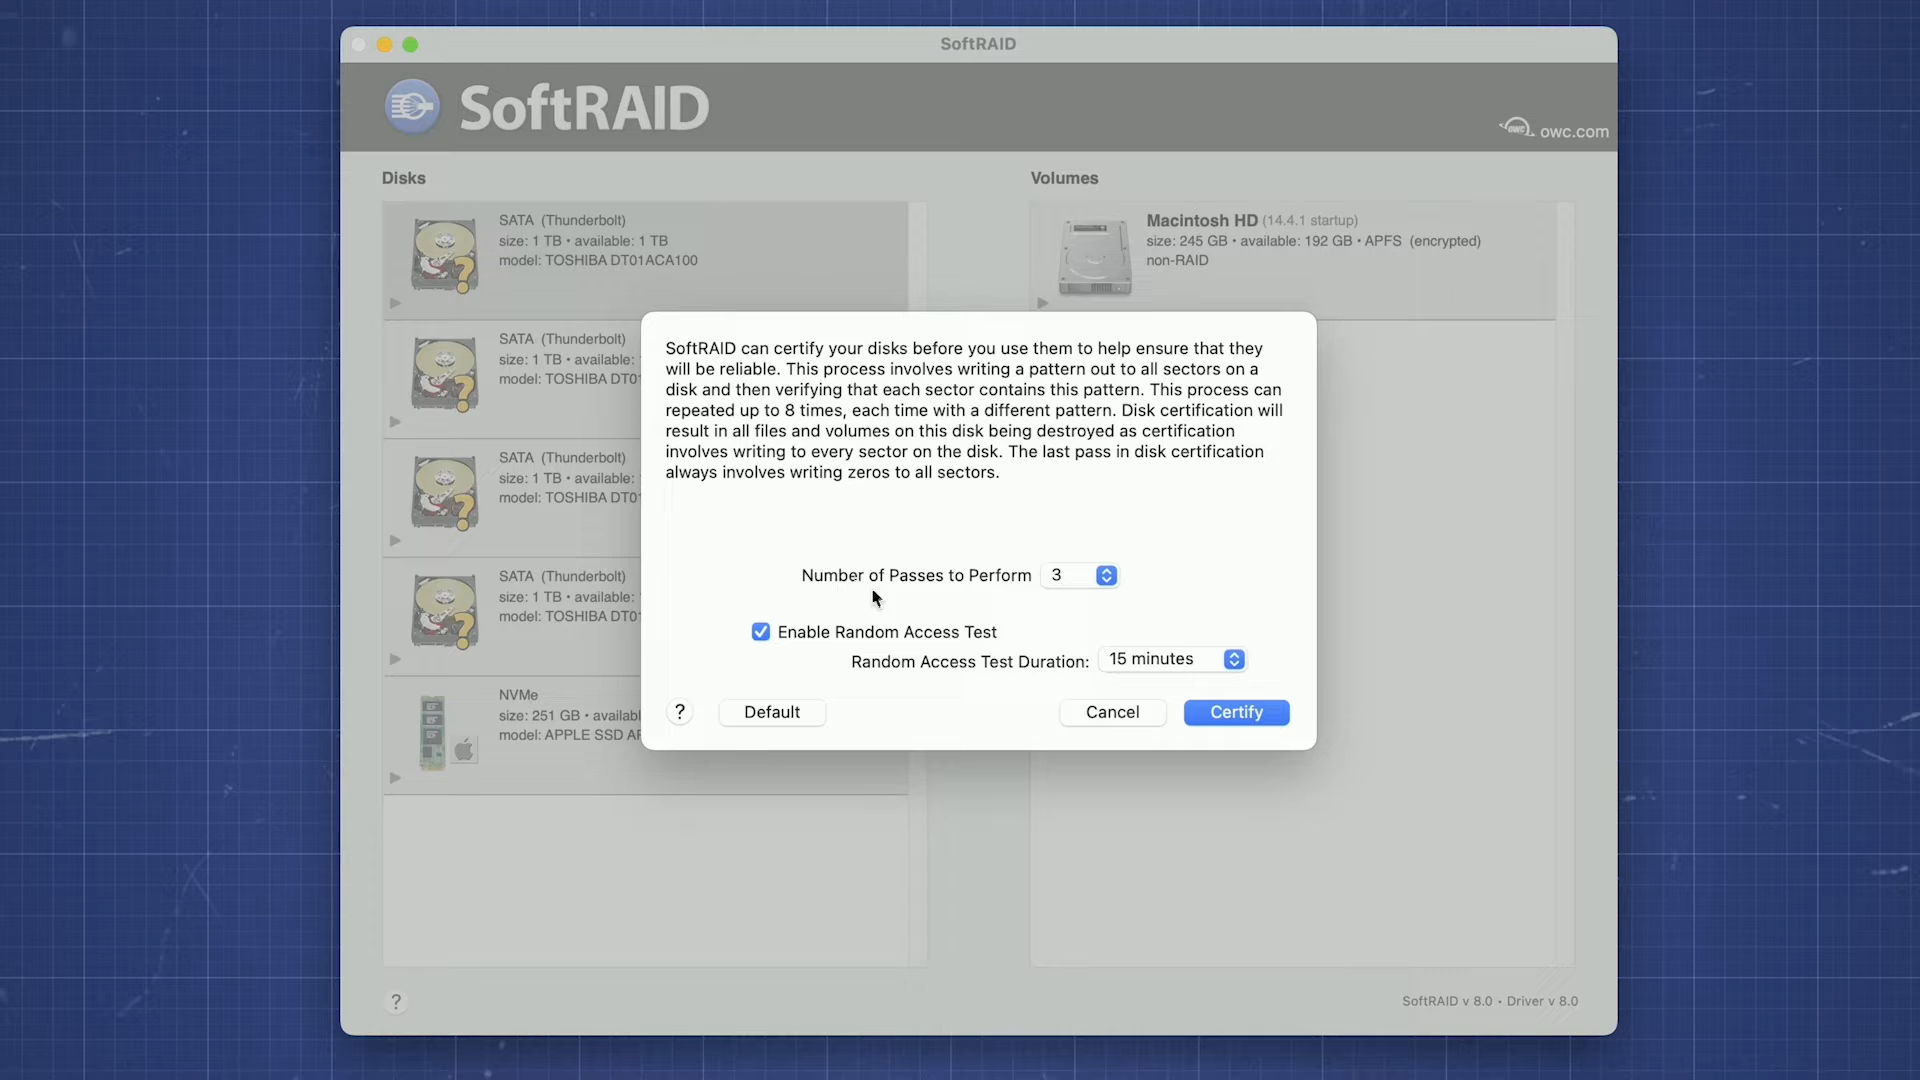 SoftRAID
SoftRAID
OWC owc.com
Disks
SATA (Thunderbolt)
size: 1 TB • available: 1 TB
model: TOSHIBA DT01ACA100
SATA (Thunderbolt)
size: 1 TB • available:
model: TOSHIBA DT0
SATA (Thunderbolt)
size: 1 TB • available:
model: TOSHIBA DT0
SATA (Thunderbolt)
size: 1 TB • available:
model: TOSHIBA DT0
NVMe
size: 251 GB • availabl
model: APPLE SSD A
Volumes
Macintosh HD (14.4.1 startup)
size: 245 GB • available: 192 GB • APFS (encrypted)
non-RAID
SoftRAID can certify your disks before you use them to help ensure that they
will be reliable. This process involves writing a pattern out to all sectors on a
disk and then verifying that each sector contains this pattern. This process can
repeated up to 8 times, each time with a different pattern. Disk certification will
result in all files and volumes on this disk being destroyed as certification
involves writing to every sector on the disk. The last pass in disk certification
always involves writing zeros to all sectors.
Number of Passes to Perform 3
Enable Random Access Test
Random Access Test Duration: 15 minutes
? Default Cancel Certify
?
SoftRAID v 8.0 • Driver v 8.0